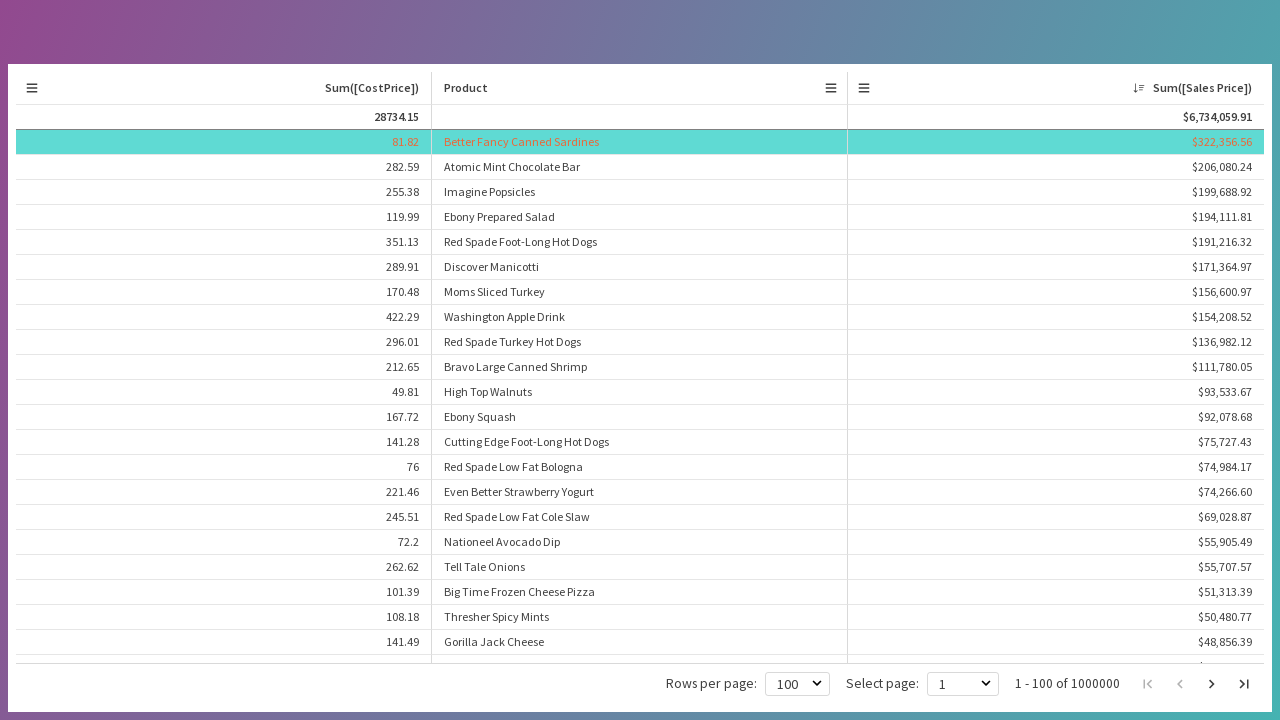 Sum([CostPrice]) Product Sum([Sales Price])
28734.15 $6,734,059.91
81.82 Better Fancy Canned Sardines $322,356.56
282.59 Atomic Mint Chocolate Bar $206,080.24
255.38 Imagine Popsicles $199,688.92
119.99 Ebony Prepared Salad $194,111.81
351.13 Red Spade Foot-Long Hot Dogs $191,216.32
289.91 Discover Manicotti $171,364.97
170.48 Moms Sliced Turkey $156,600.97
422.29 Washington Apple Drink $154,208.52
296.01 Red Spade Turkey Hot Dogs $136,982.12
212.65 Bravo Large Canned Shrimp $111,780.05
49.81 High Top Walnuts $93,533.67
167.72 Ebony Squash $92,078.68
141.28 Cutting Edge Foot-Long Hot Dogs $75,727.43
76 Red Spade Low Fat Bologna $74,984.17
221.46 Even Better Strawberry Yogurt $74,266.60
245.51 Red Spade Low Fat Cole Slaw $69,028.87
72.2 Nationeel Avocado Dip $55,905.49
262.62 Tell Tale Onions $55,707.57
101.39 Big Time Frozen Cheese Pizza $51,313.39
108.18 Thresher Spicy Mints $50,480.77
141.49 Gorilla Jack Cheese $48,856.39
Rows per page: 100 Select page: 1 1 - 100 of 1000000